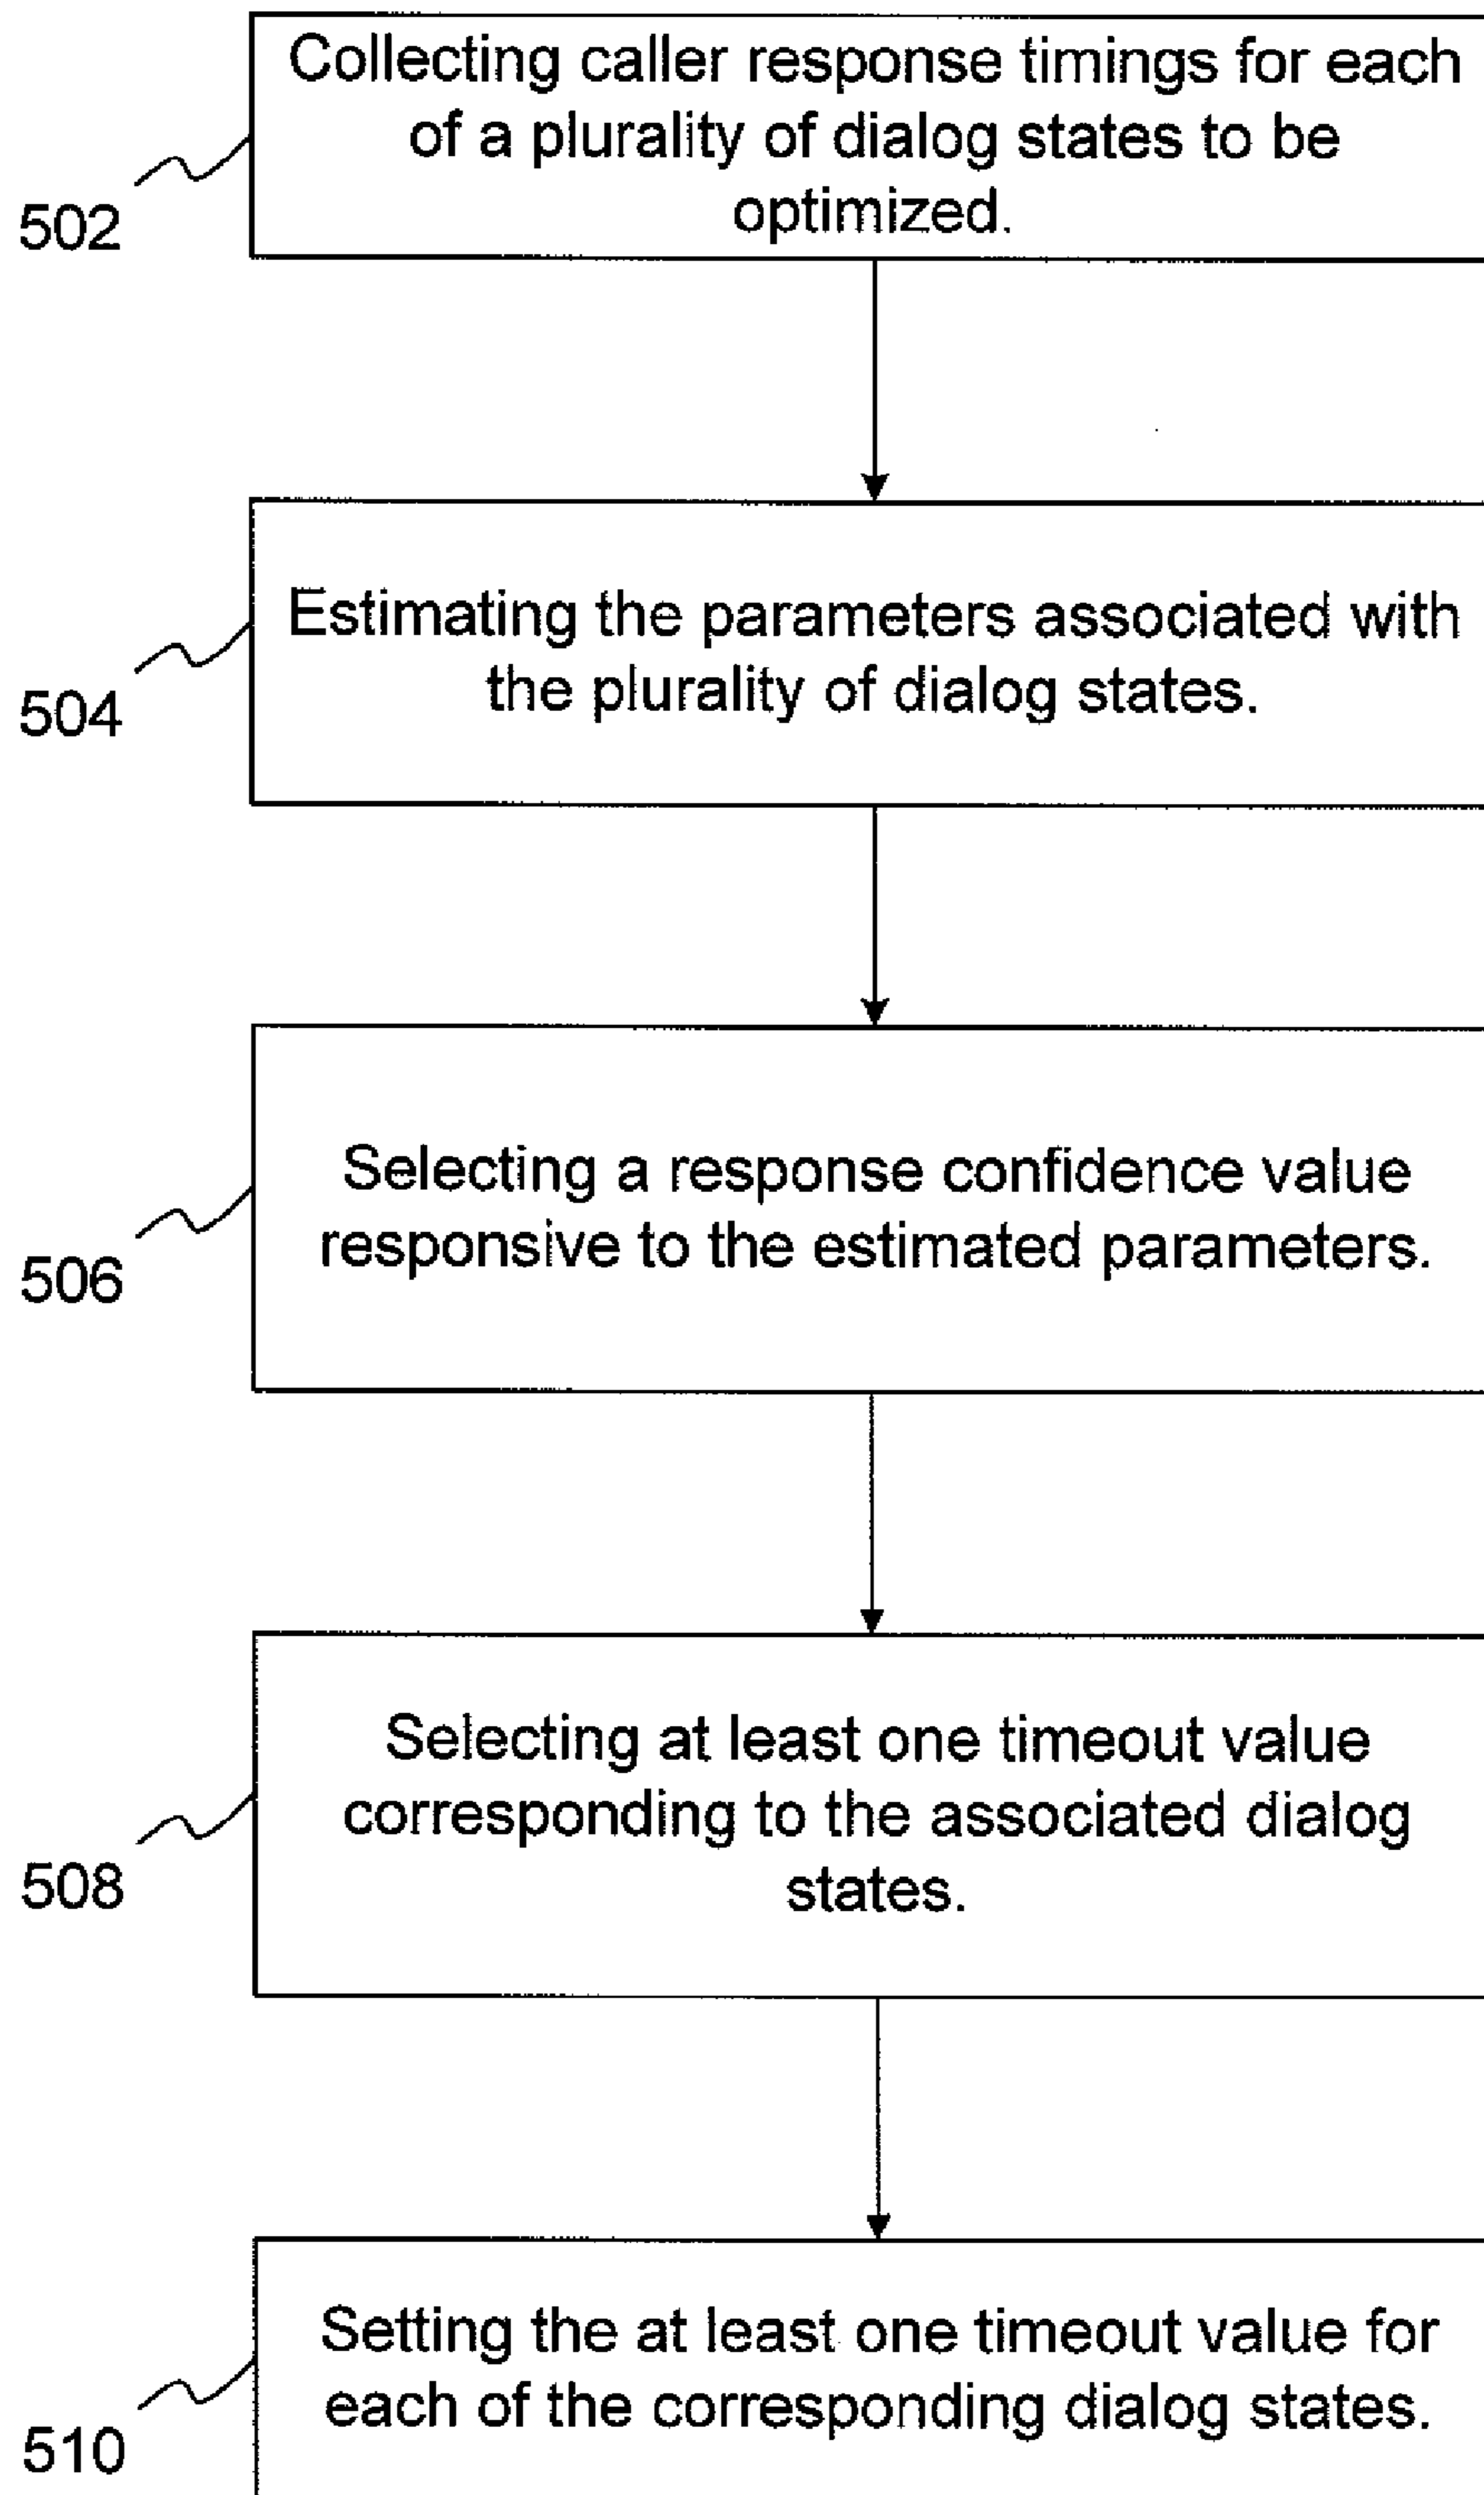 Collecting caller response timings for each
of a plurality of dialog states to be
optimized.
502
Estimating the parameters associated with
the plurality of dialog states.
504
Selecting a response confidence value
responsive to the estimated parameters.
506
Selecting at least one timeout value
corresponding to the associated dialog
states.
508
Setting the at least one timeout value for
each of the corresponding dialog states.
510